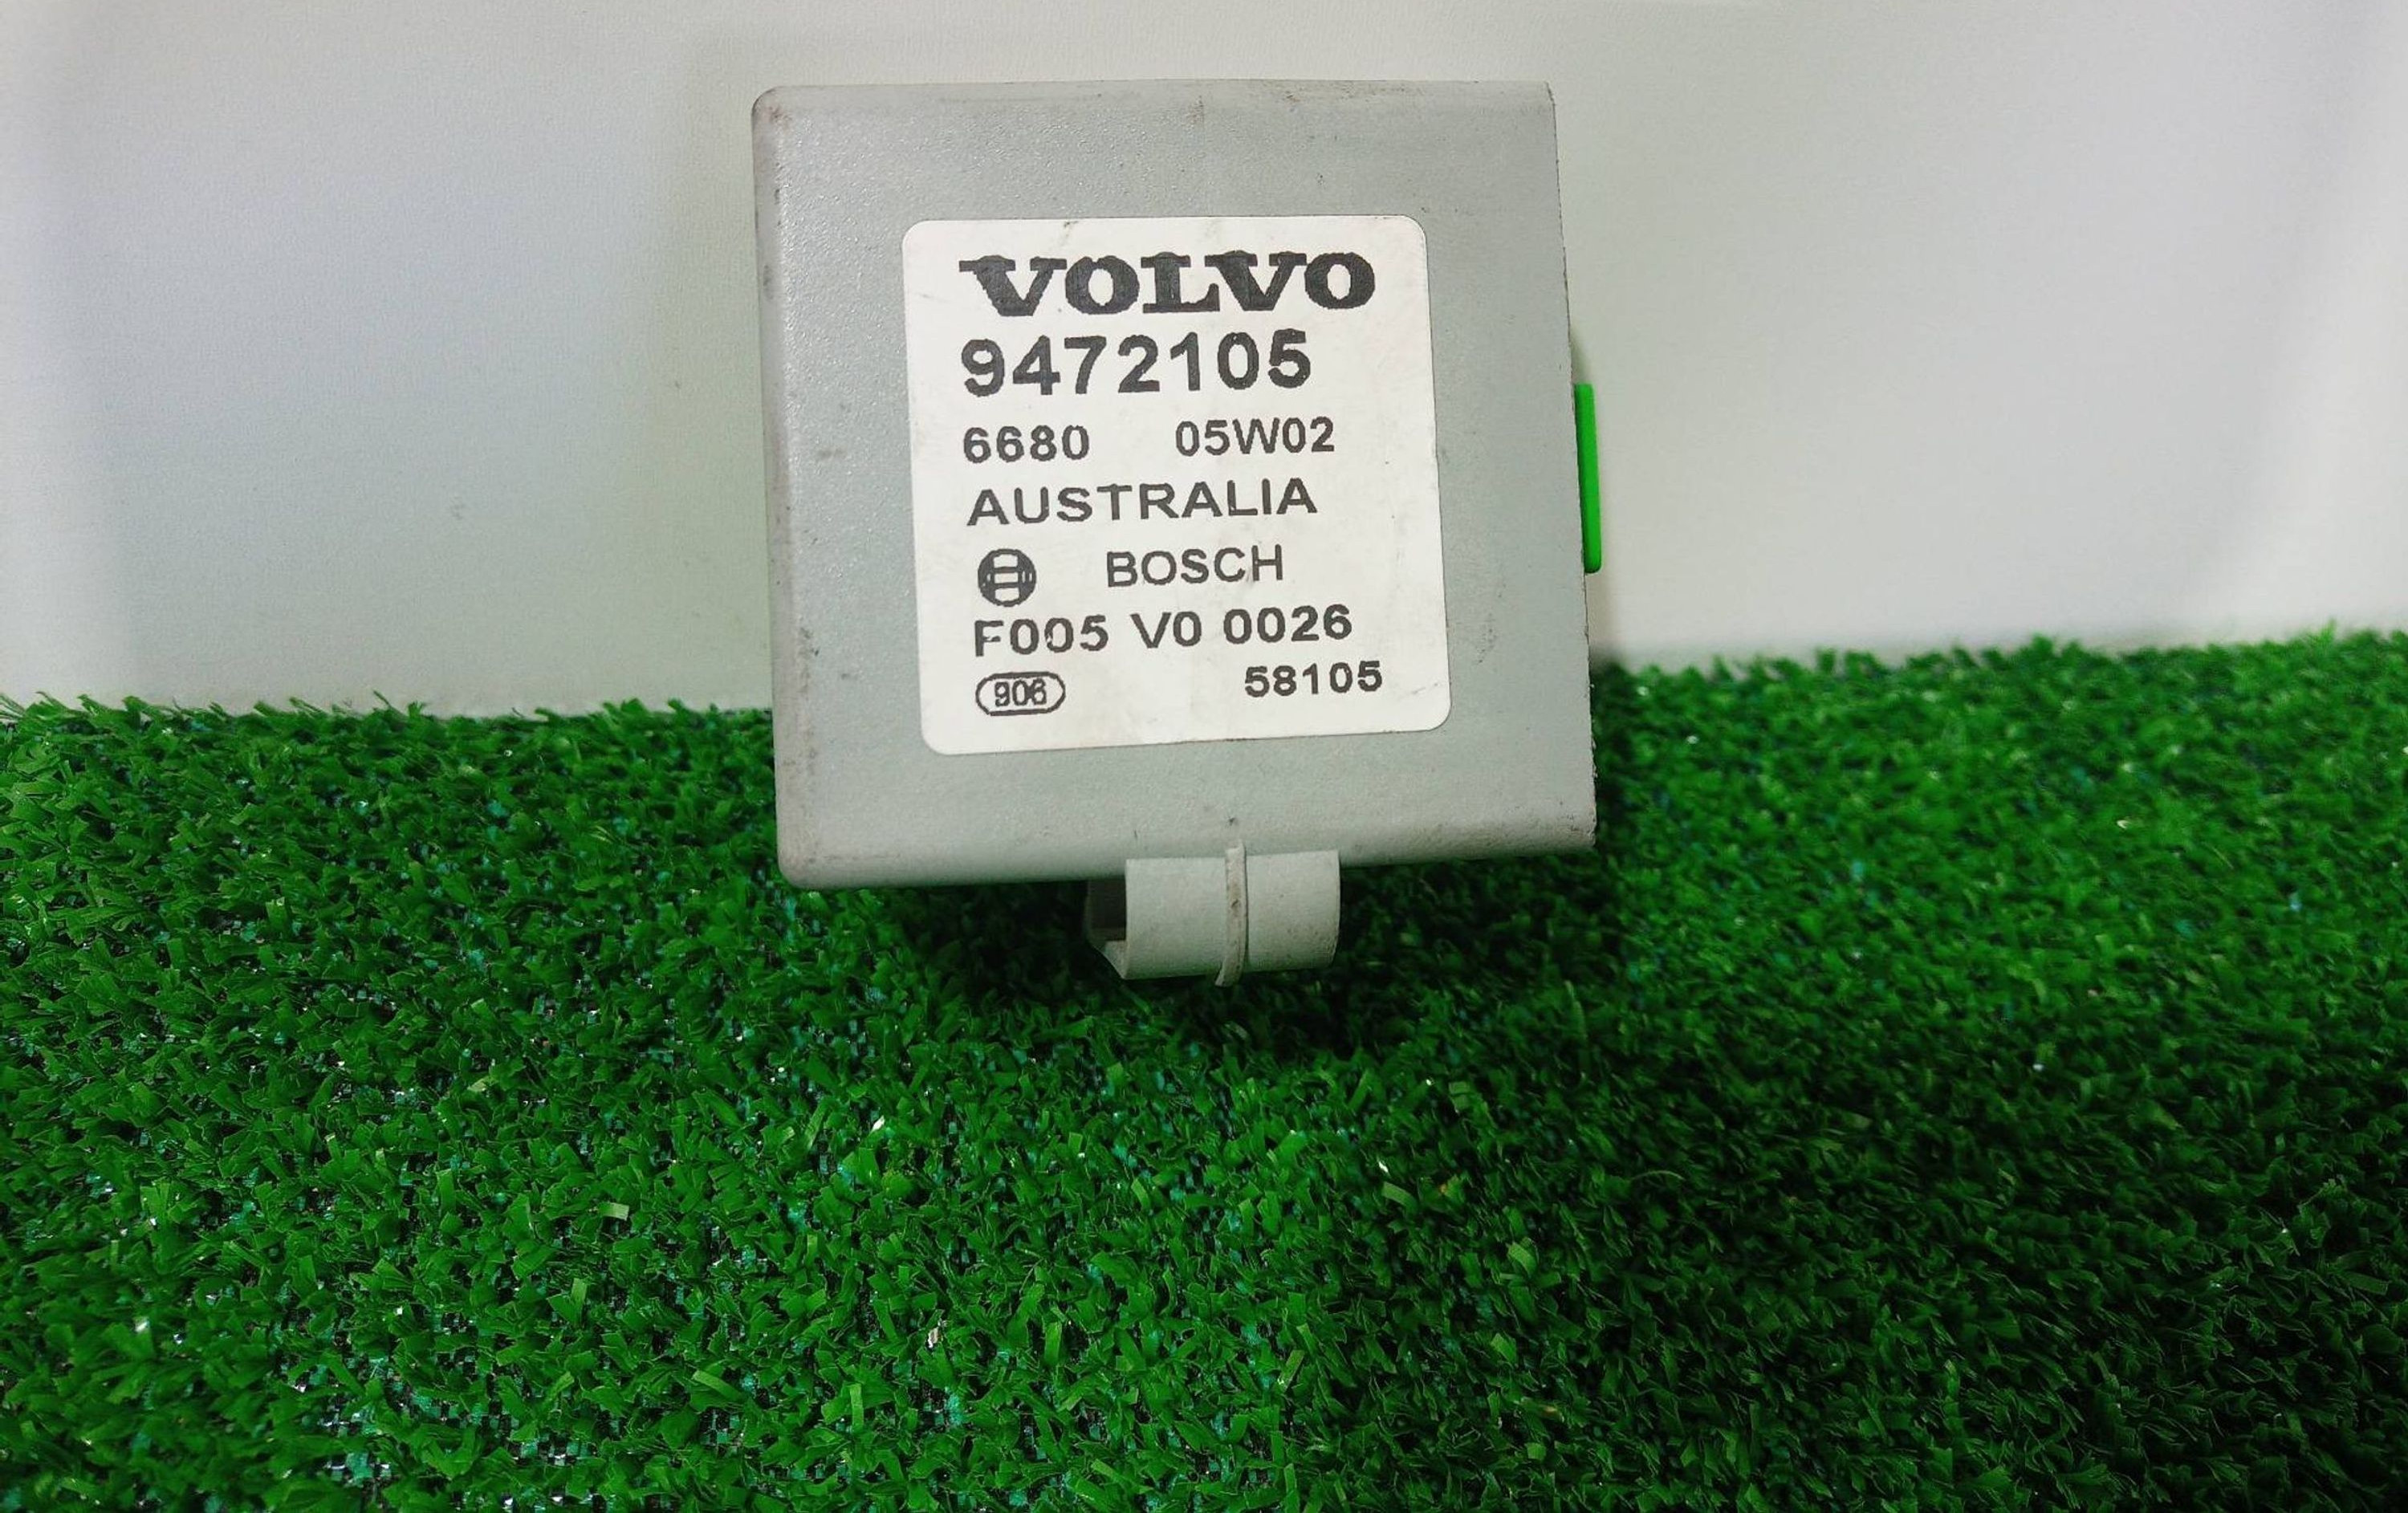 VOLVO
9472105
6680 05W02
AUSTRALIA
BOSCH
F005 V0 0026
906 58105